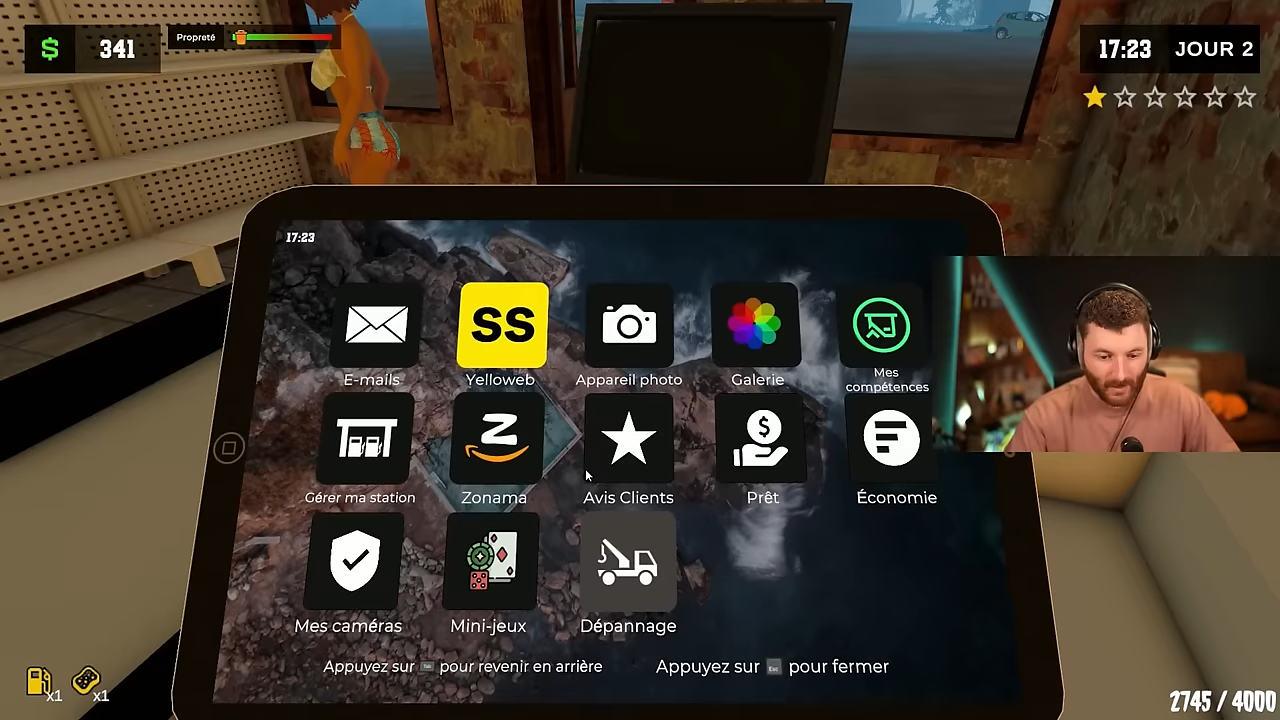 $ 341
Propreté
17:23 JOUR 2
17:23
SS
E-mails
Yelloweb
Appareil photo
Galerie
Mes
compétences
Gérer ma station
Zonama
Avis Clients
Prêt
Économie
Mes caméras
Mini-jeux
Dépannage
Appuyez sur Tab pour revenir en arrière
Appuyez sur Esc pour fermer
x1
x1
2745 / 4000